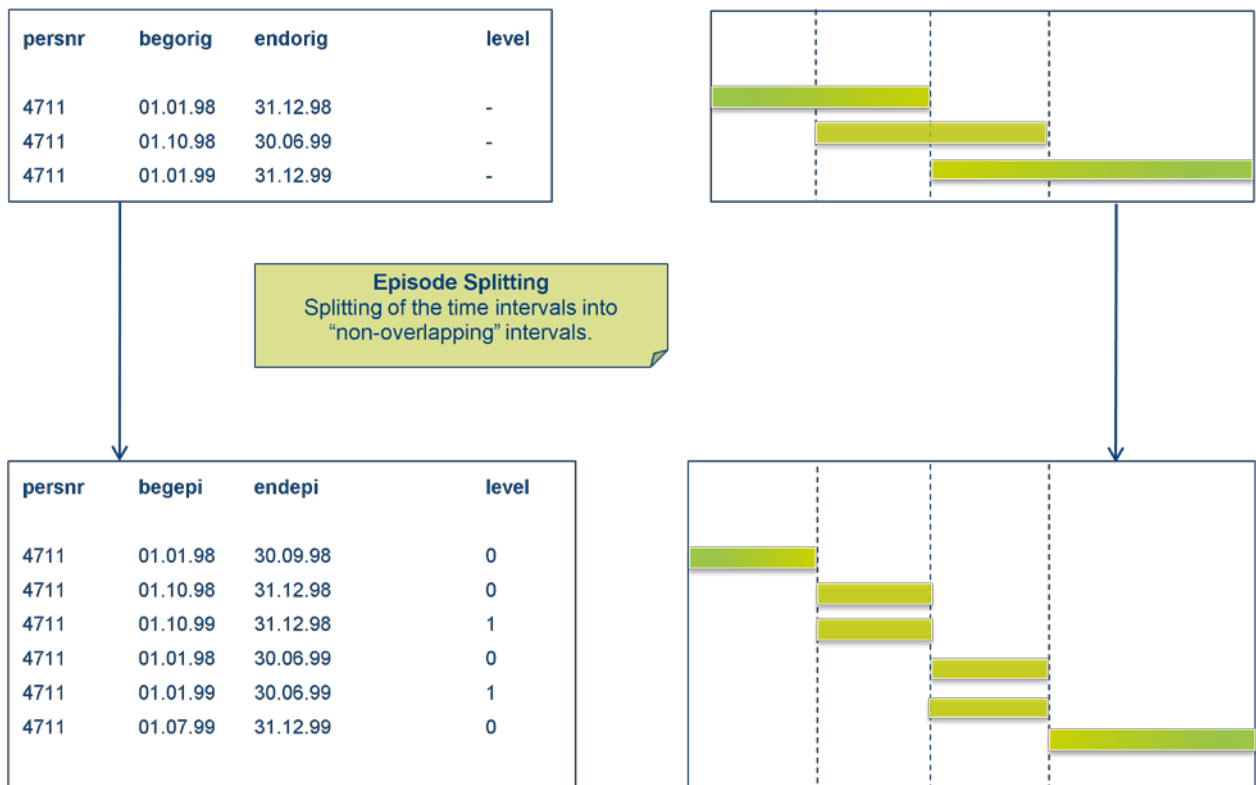 persnr begorig endorig level
4711 01.01.98 31.12.98 -
4711 01.10.98 30.06.99 -
4711 01.01.99 31.12.99 -
Episode Splitting
Splitting of the time intervals into
“non-overlapping” intervals.
persnr begepi endepi level
4711 01.01.98 30.09.98 0
4711 01.10.98 31.12.98 0
4711 01.10.99 31.12.98 1
4711 01.01.98 30.06.99 0
4711 01.01.99 30.06.99 1
4711 01.07.99 31.12.99 0